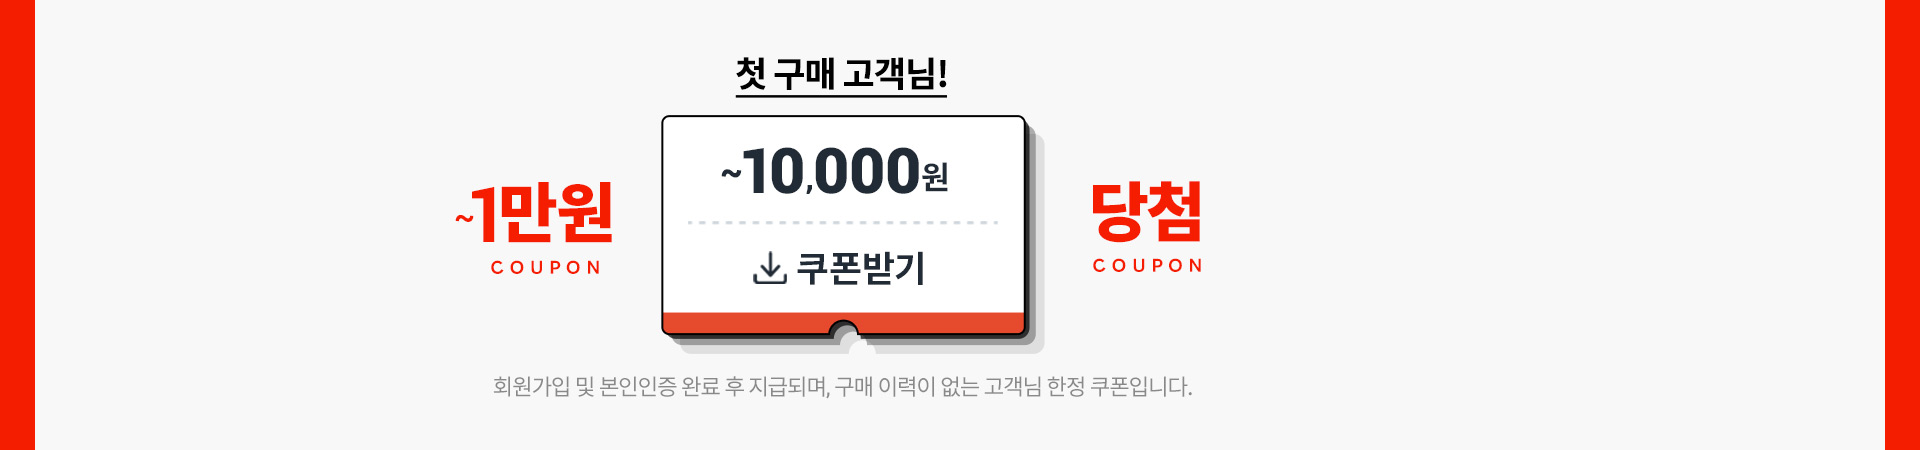 첫 구매 고객님!
~10,000원
쿠폰받기
~1만원
COUPON
당첨
COUPON
회원가입 및 본인인증 완료 후 지급되며, 구매 이력이 없는 고객님 한정 쿠폰입니다.